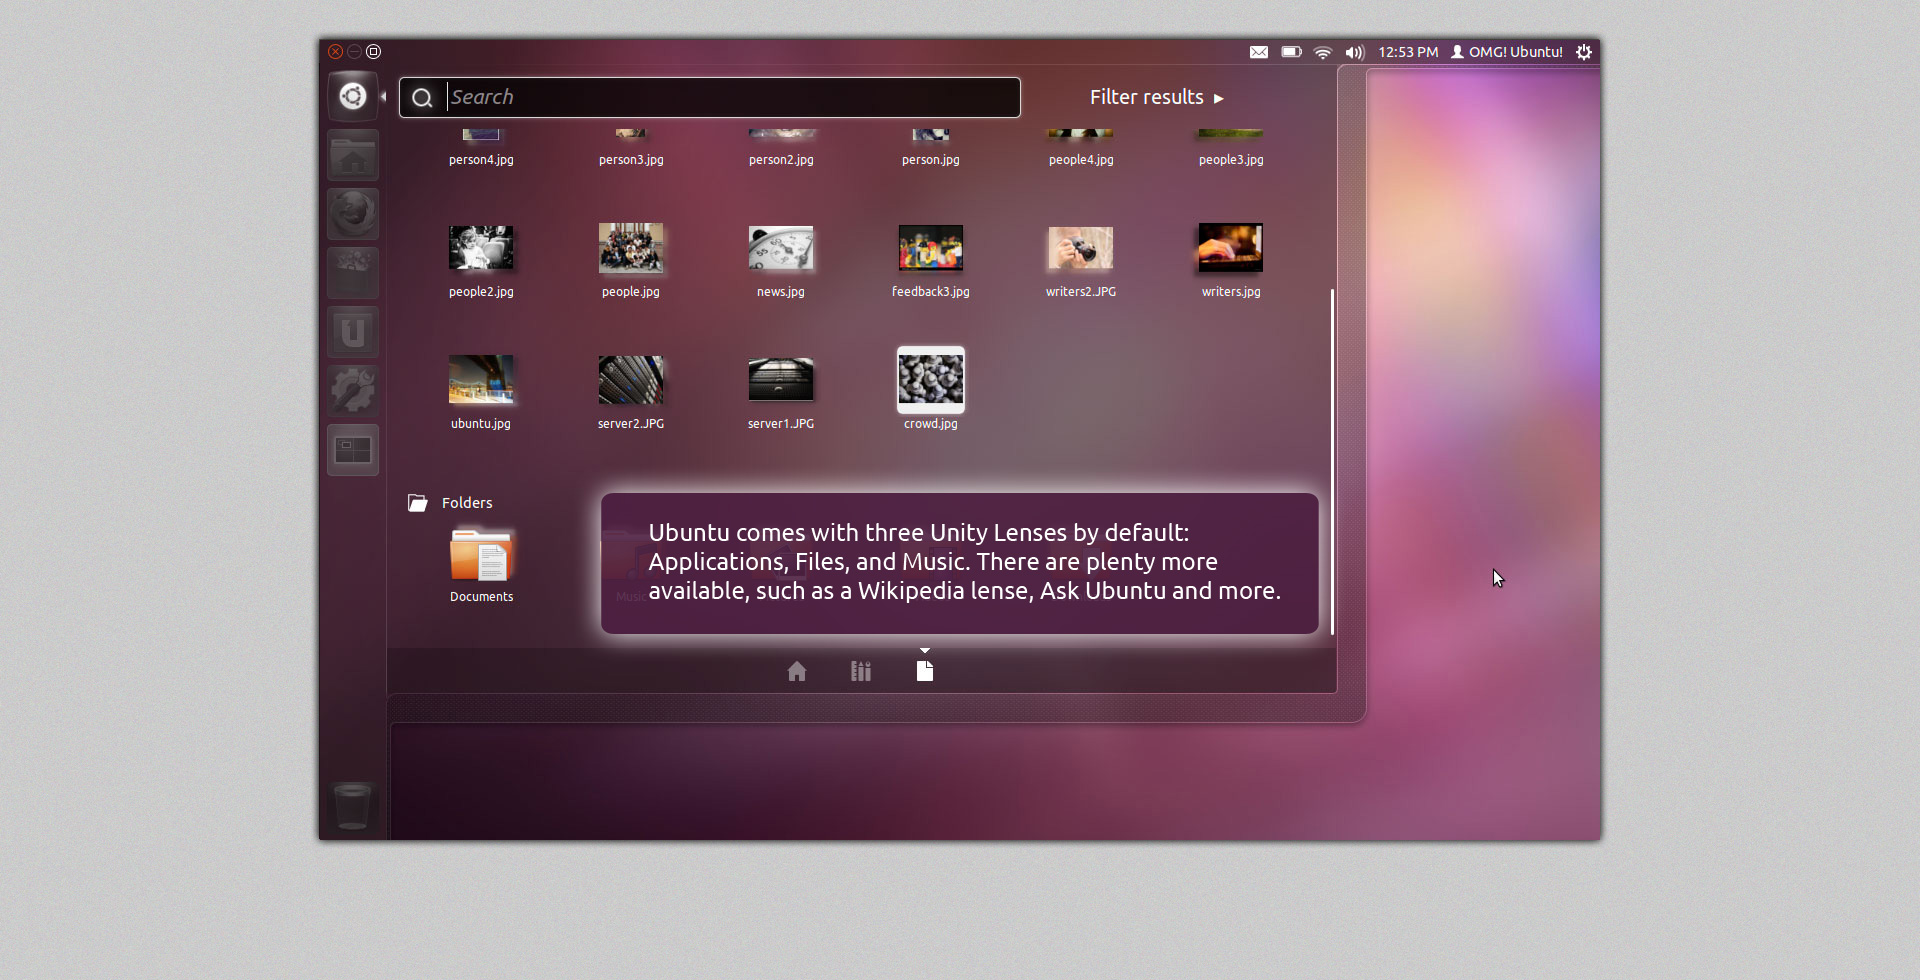 12:53 PM OMG! Ubuntu!
Search
Filter results
person4.jpg person3.jpg person2.jpg person.jpg people4.jpg people3.jpg
people2.jpg people.jpg news.jpg feedback3.jpg writers2.JPG writers.jpg
ubuntu.jpg server2.JPG server1.JPG crowd.jpg
Folders
Ubuntu comes with three Unity Lenses by default:
Applications, Files, and Music. There are plenty more
available, such as a Wikipedia lense, Ask Ubuntu and more.
Documents Music